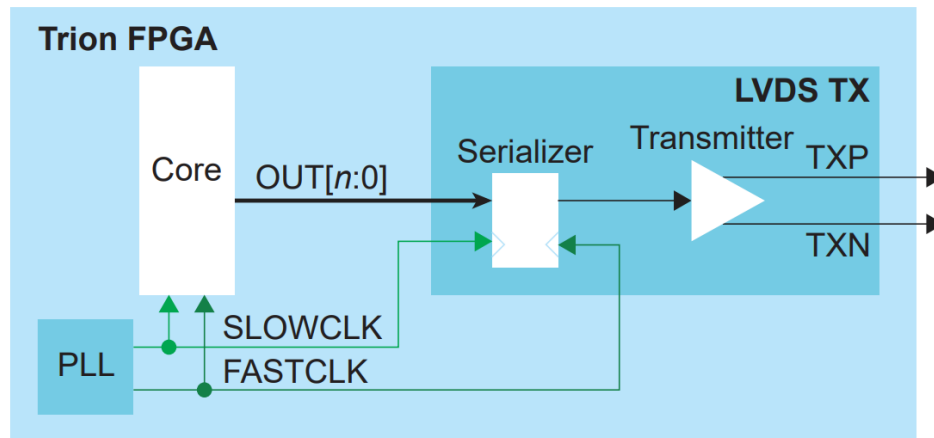 Trion FPGA
LVDS TX
Core
OUT[n:0]
Serializer
Transmitter
TXP
TXN
PLL
SLOWCLK
FASTCLK